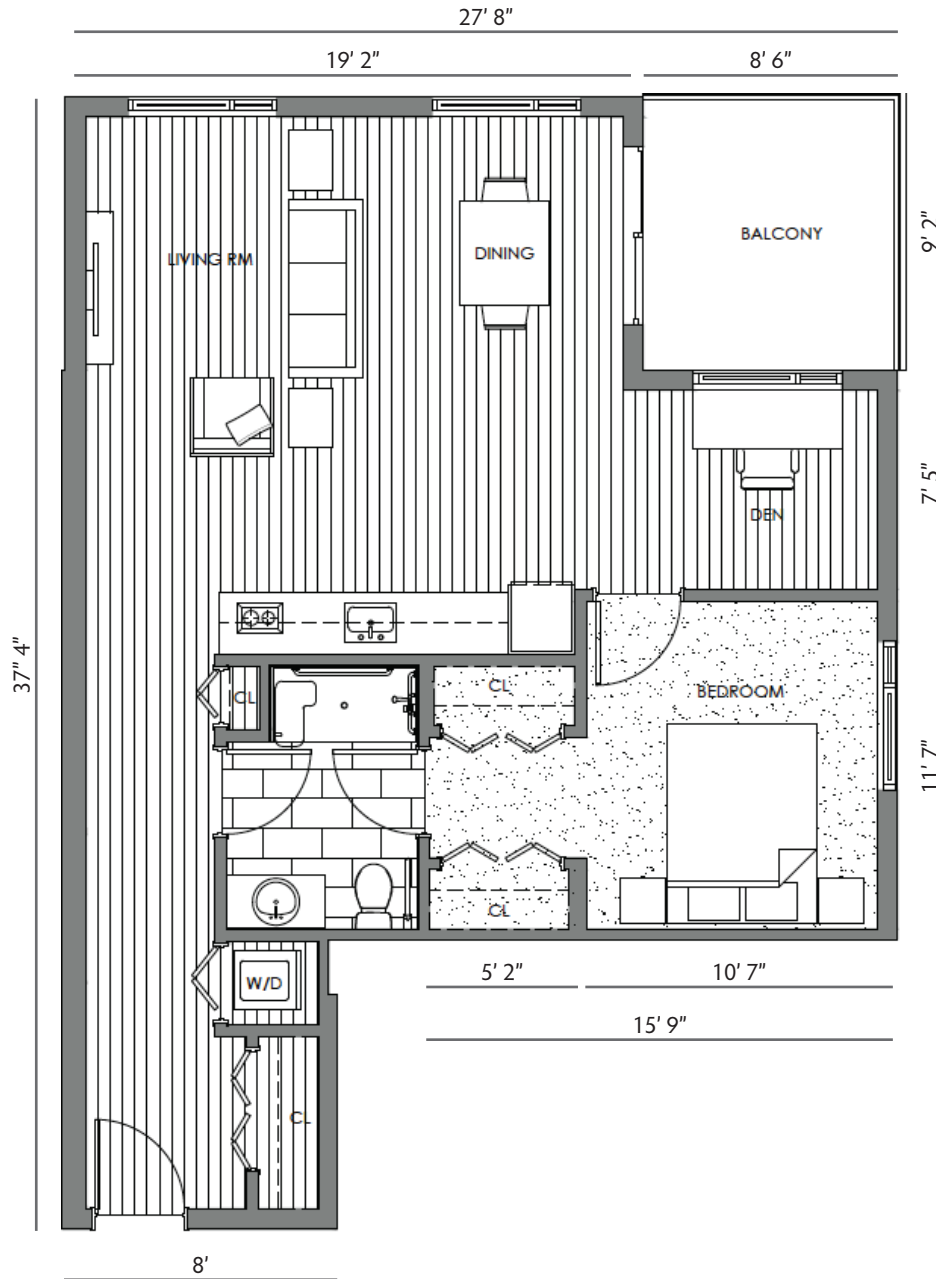 27' 8"
19' 2"
8' 6"
9' 2"
BALCONY
DINING
LIVING RM
7' 5"
DEN
37" 4"
CL
CL
BEDROOM
11' 7"
CL
W/D
5' 2"
10' 7"
15' 9"
CL
8'